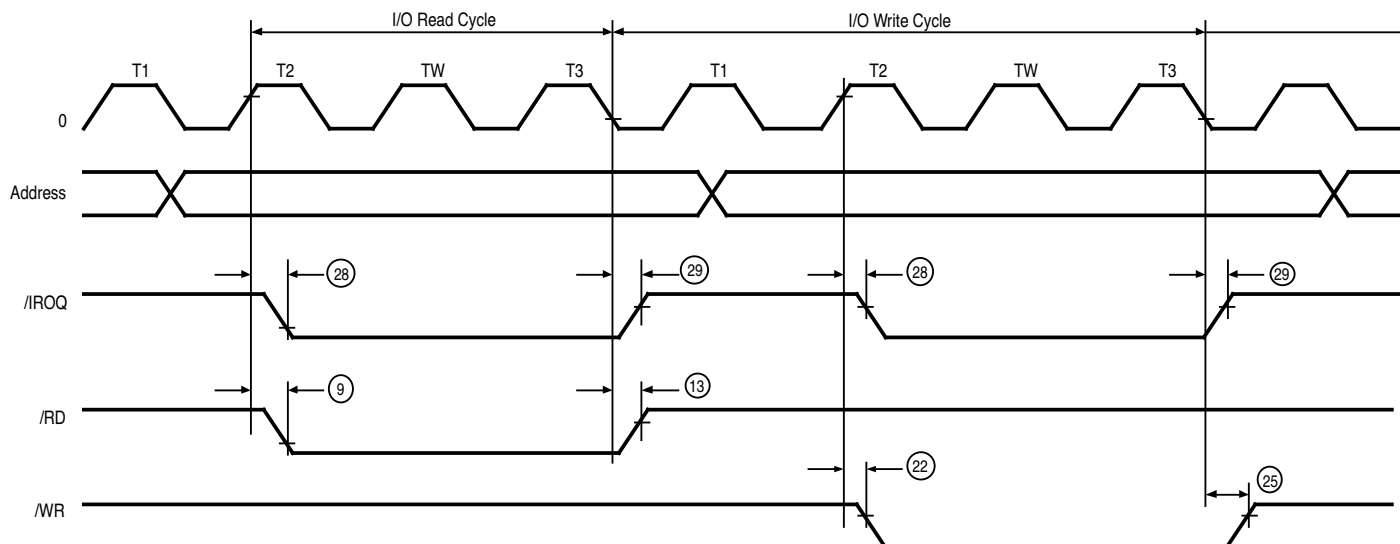 I/O Read Cycle I/O Write Cycle
T1 T2 TW T3 T1 T2 TW T3
0
Address
28 29 28 29
/IROQ
9 13
/RD
22 25
/WR